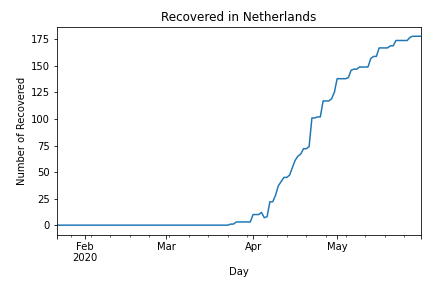 Recovered in Netherlands
Number of Recovered
175
150
125
100
75
50
25
0
Feb
2020
Mar
Apr
May
Day